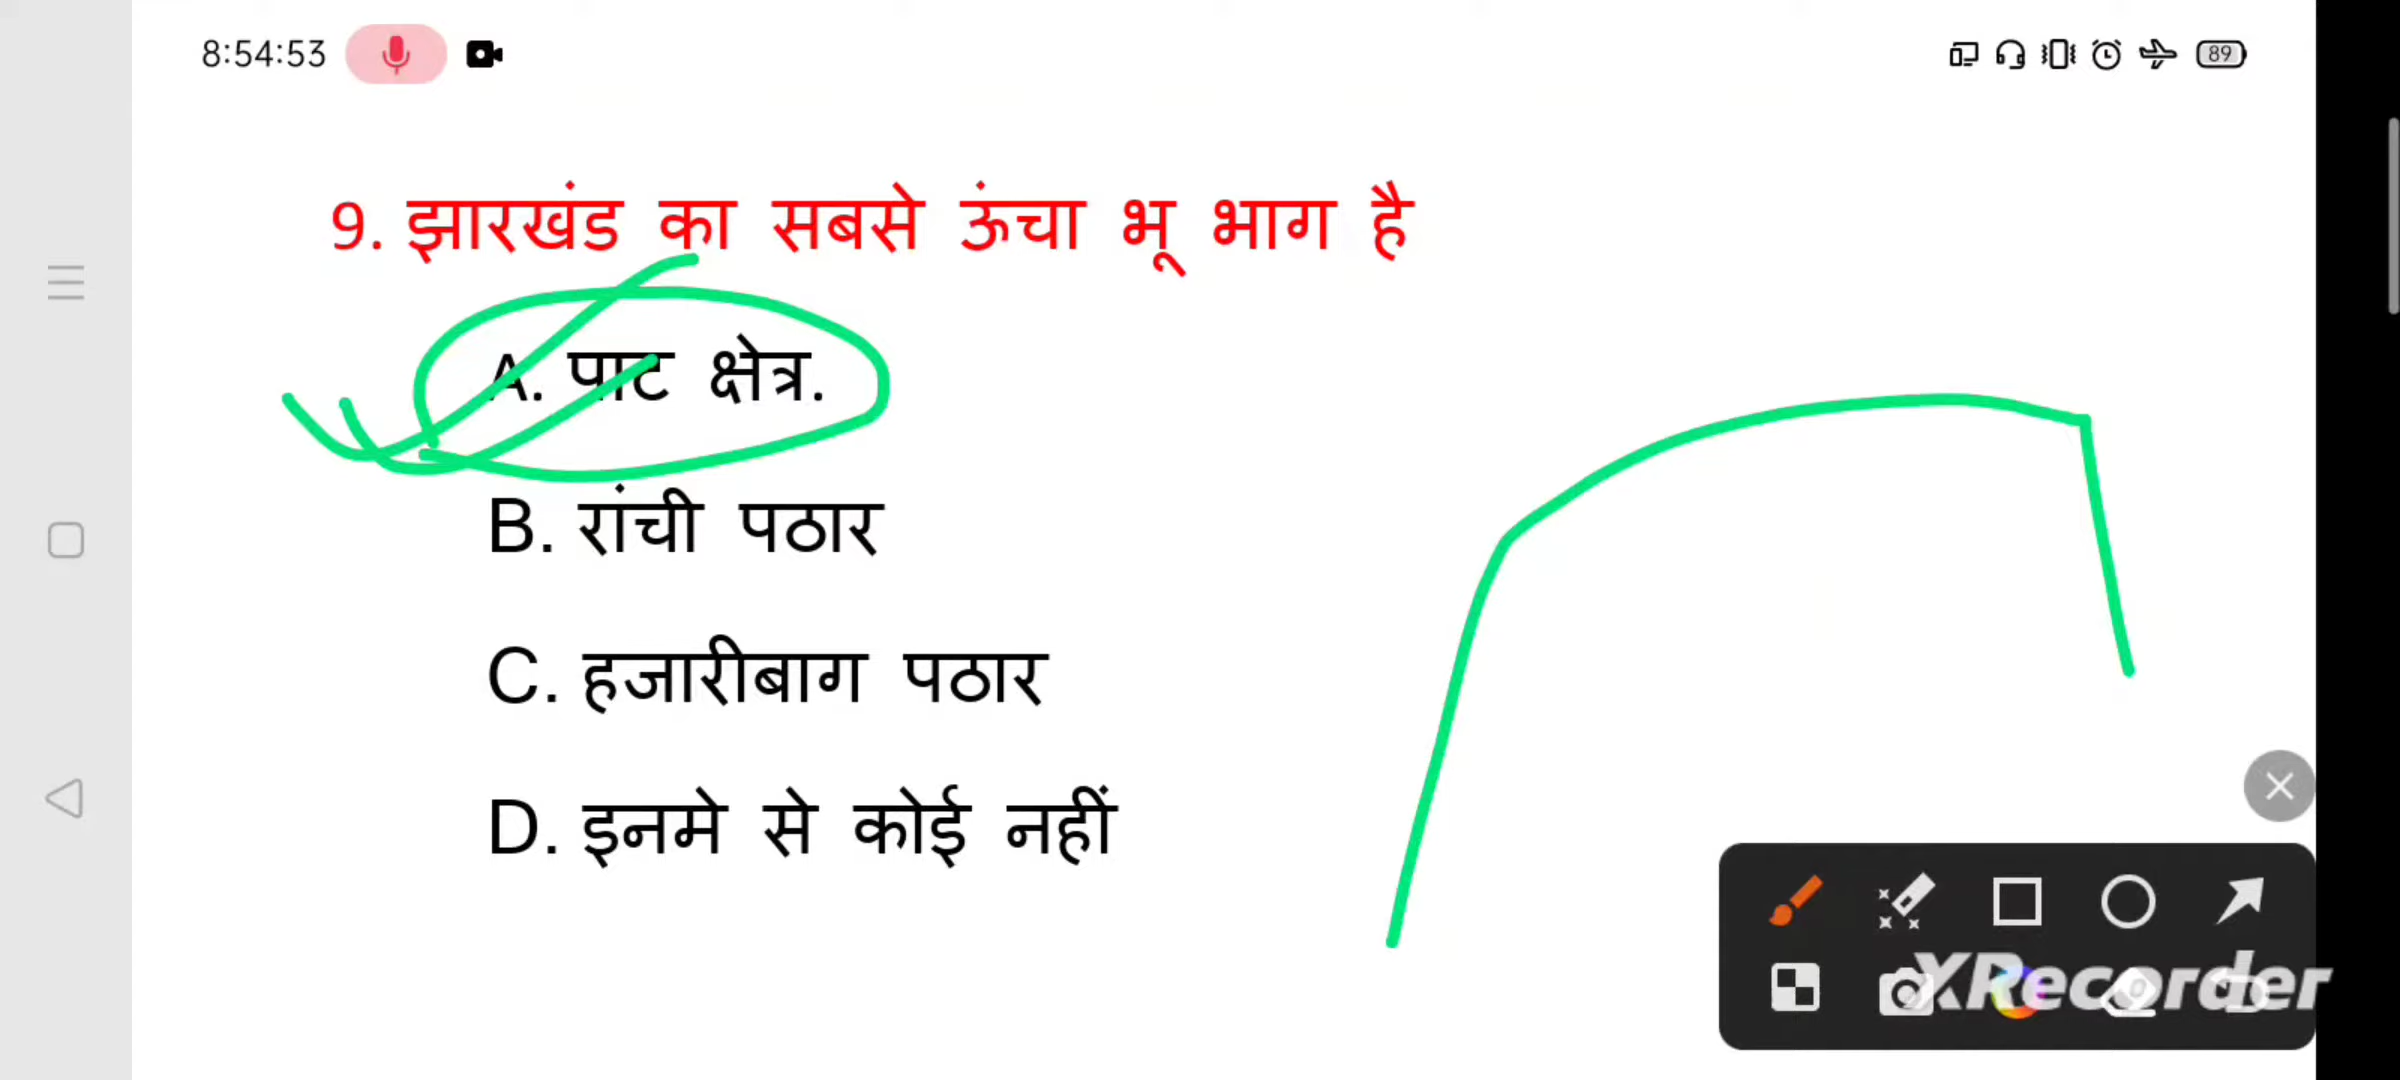 8:54:53 89
9. झारखंड का सबसे ऊंचा भू भाग है
A. पाट क्षेत्र.
B. रांची पठार
C. हजारीबाग पठार
D. इनमे से कोई नहीं
XRecorder